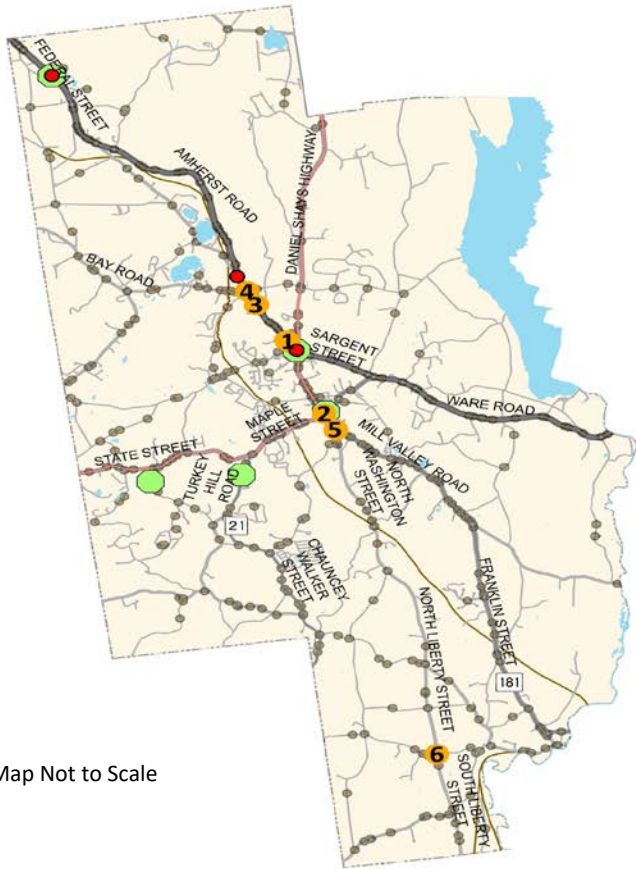 FEDERAL STREET
AMHERST ROAD
DANIEL SHAYS HIGHWAY
BAY ROAD
4
3
1
SARGENT
STREET
WARE ROAD
2
5
MAPLE
STREET
MILL VALLEY ROAD
STATE STREET
TURKEY
HILL
ROAD
NORTH
WASHINGTON
STREET
21
CHAUNCEY
WALKER
STREET
FRANKLIN STREET
NORTH LIBERTY STREET
181
6
SOUTH LIBERTY
STREET
Map Not to Scale